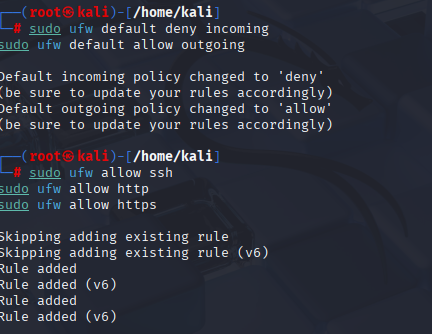 ┌──(root㉿kali)-[/home/kali]
└─# sudo ufw default deny incoming
sudo ufw default allow outgoing
Default incoming policy changed to 'deny'
(be sure to update your rules accordingly)
Default outgoing policy changed to 'allow'
(be sure to update your rules accordingly)
┌──(root㉿kali)-[/home/kali]
└─# sudo ufw allow ssh
sudo ufw allow http
sudo ufw allow https
Skipping adding existing rule
Skipping adding existing rule (v6)
Rule added
Rule added (v6)
Rule added
Rule added (v6)